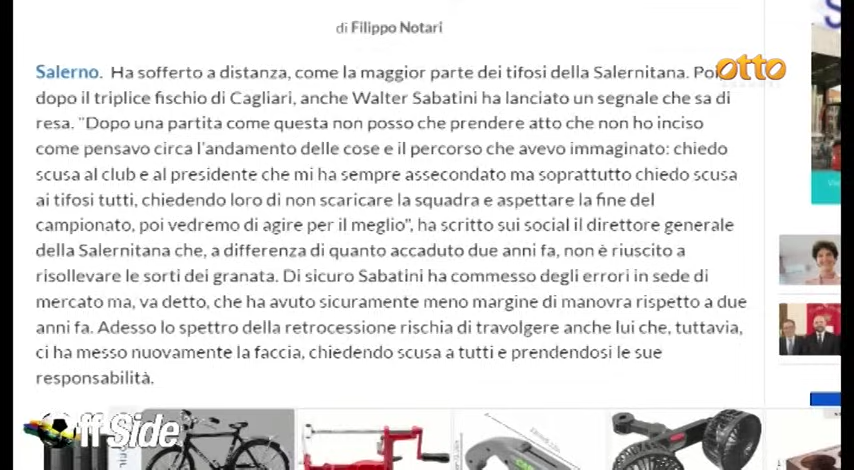 di Filippo Notari
otto
Salerno. Ha sofferto a distanza, come la maggior parte dei tifosi della Salernitana. Poi
dopo il triplice fischio di Cagliari, anche Walter Sabatini ha lanciato un segnale che sa di
resa. "Dopo una partita come questa non posso che prendere atto che non ho inciso
come pensavo circa l'andamento delle cose e il percorso che avevo immaginato: chiedo
scusa al club e al presidente che mi ha sempre assecondato ma soprattutto chiedo scusa
ai tifosi tutti, chiedendo loro di non scaricare la squadra e aspettare la fine del
campionato, poi vedremo di agire per il meglio", ha scritto sui social il direttore generale
della Salernitana che, a differenza di quanto accaduto due anni fa, non è riuscito a
risollevare le sorti dei granata. Di sicuro Sabatini ha commesso degli errori in sede di
mercato ma, va detto, che ha avuto sicuramente meno margine di manovra rispetto a due
anni fa. Adesso lo spettro della retrocessione rischia di travolgere anche lui che, tuttavia,
ci ha messo nuovamente la faccia, chiedendo scusa a tutti e prendendosi le sue
responsabilità.
Off Side